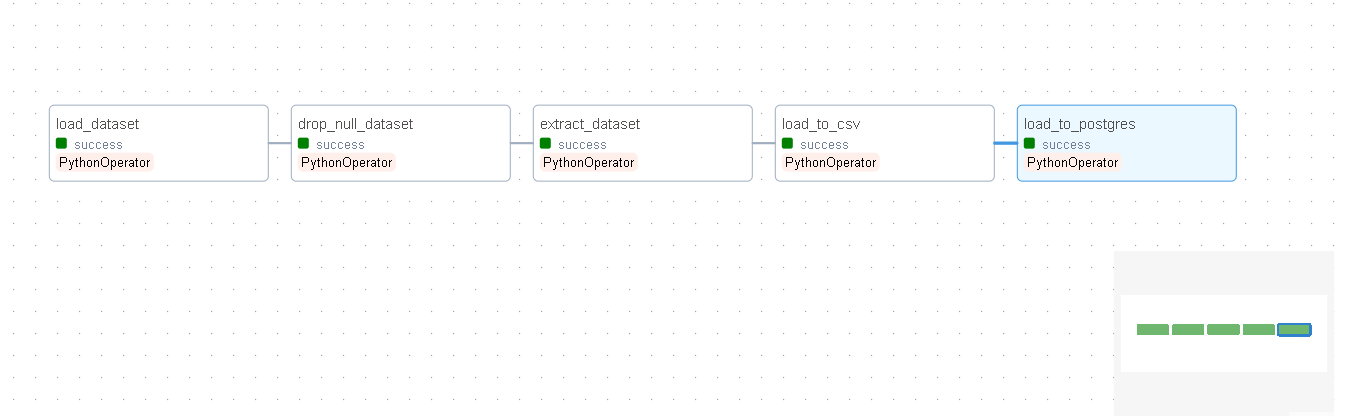 load_dataset
success
PythonOperator
drop_null_dataset
success
PythonOperator
extract_dataset
success
PythonOperator
load_to_csv
success
PythonOperator
load_to_postgres
success
PythonOperator